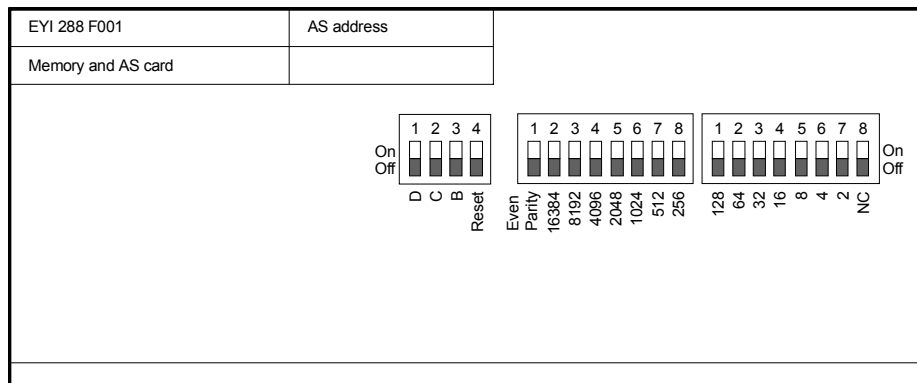 EYI 288 F001
AS address
Memory and AS card
1 2 3 4
1 2 3 4 5 6 7 8
1 2 3 4 5 6 7 8
On
Off
On
Off
D
C
B
Reset
Even
Parity
16384
8192
4096
2048
1024
512
256
128
64
32
16
8
4
2
NC